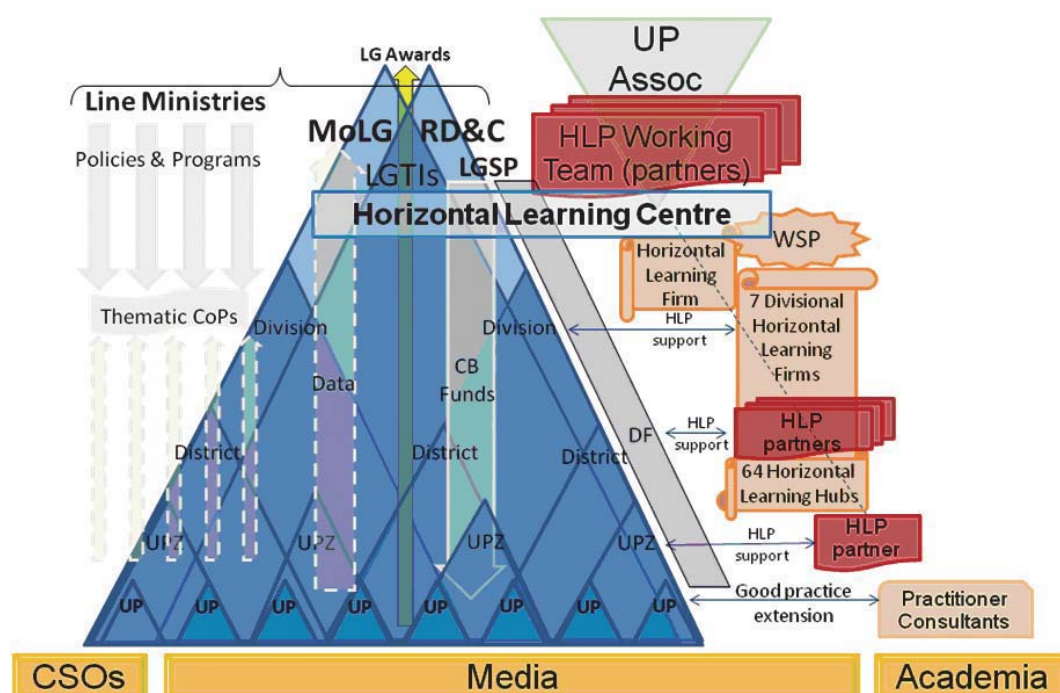 LG Awards
UP
Assoc
Line Ministries
MoLG
RD&C
HLP Working
Team (partners)
Policies & Programs
LGTIs
LGSP
Horizontal Learning Centre
WSP
Horizontal
Learning
Firm
7 Divisional
Horizontal
Learning
Firms
Thematic CoPs
Division
Division
HLP
support
Data
CB
Funds
HLP
partners
HLP
support
DF
District
District
District
64 Horizontal
Learning Hubs
UPZ
UPZ
UPZ
UPZ
HLP
support
HLP
partner
UP
UP
UP
UP
UP
UP
UP
UP
Good practice
extension
Practitioner
Consultants
CSOs
Media
Academia